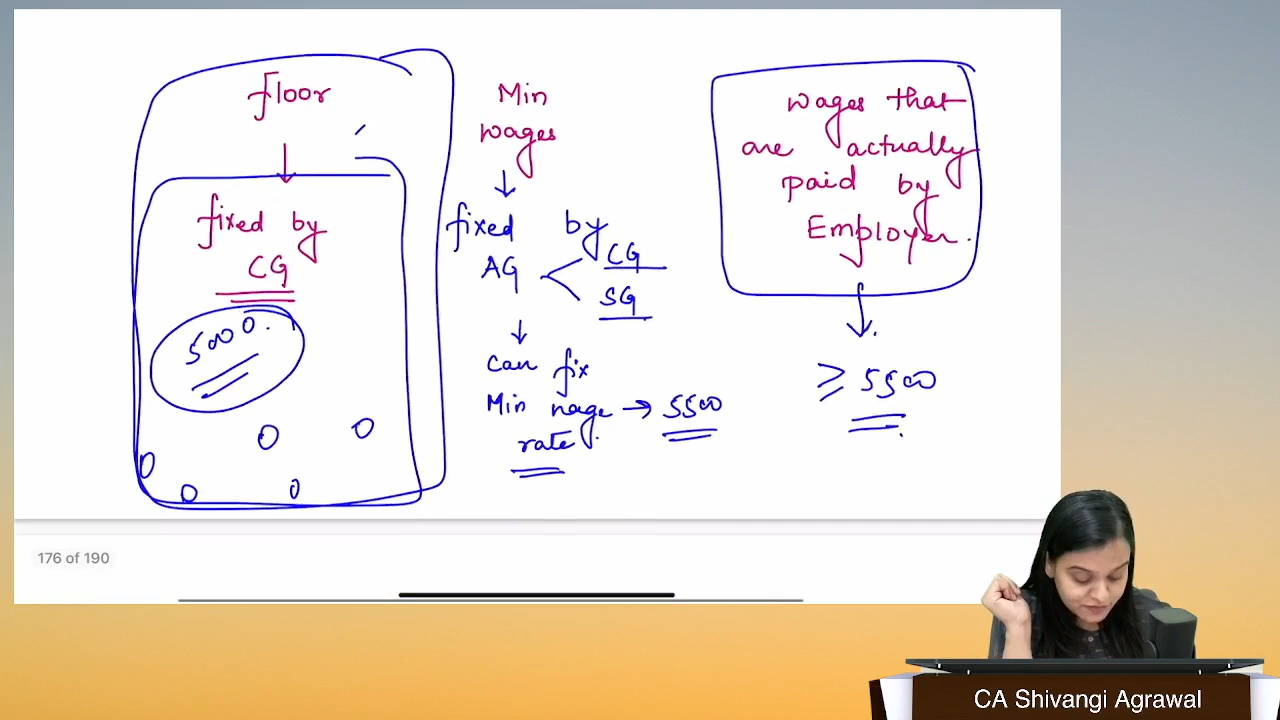 floor
fixed by
CG
5000.
Min
wages
fixed by
AG < CG
SG
Can fix
Min wage → 5500
rate.
wages that
are actually
paid by
Employer.
≥ 5500
176 of 190
CA Shivangi Agrawal